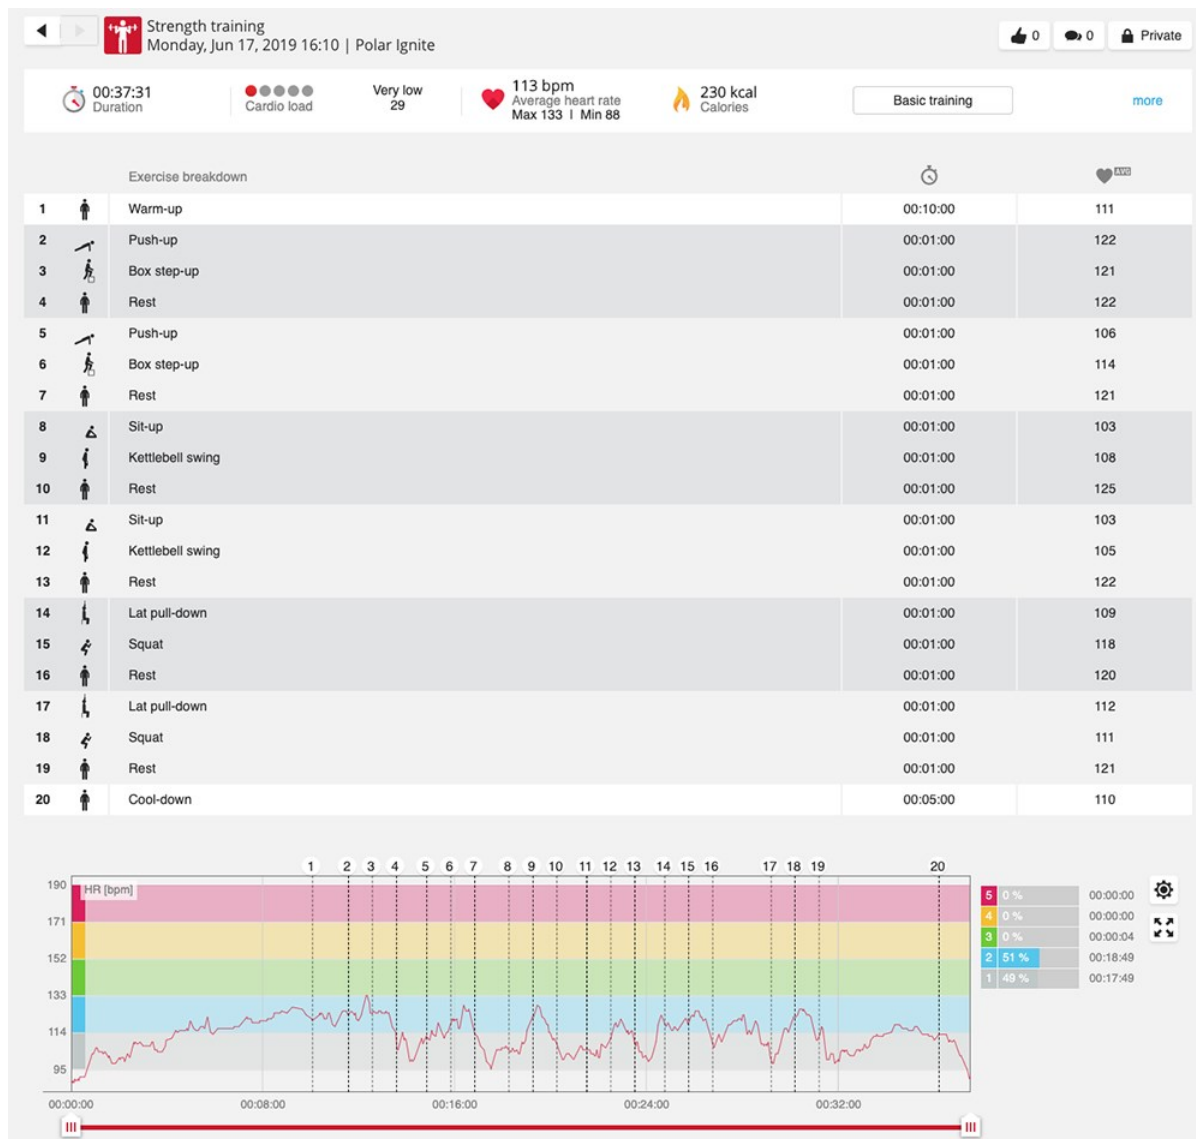 Strength training
Monday, Jun 17, 2019 16:10 | Polar Ignite
0 0 Private
00:37:31
Duration
Cardio load
Very low
29
113 bpm
Average heart rate
Max 133 | Min 88
230 kcal
Calories
Basic training
more
Exercise breakdown AVG
1 Warm-up 00:10:00 111
2 Push-up 00:01:00 122
3 Box step-up 00:01:00 121
4 Rest 00:01:00 122
5 Push-up 00:01:00 106
6 Box step-up 00:01:00 114
7 Rest 00:01:00 121
8 Sit-up 00:01:00 103
9 Kettlebell swing 00:01:00 108
10 Rest 00:01:00 125
11 Sit-up 00:01:00 103
12 Kettlebell swing 00:01:00 105
13 Rest 00:01:00 122
14 Lat pull-down 00:01:00 109
15 Squat 00:01:00 118
16 Rest 00:01:00 120
17 Lat pull-down 00:01:00 112
18 Squat 00:01:00 111
19 Rest 00:01:00 121
20 Cool-down 00:05:00 110
1 2 3 4 5 6 7 8 9 10 11 12 13 14 15 16 17 18 19 20
HR [bpm]
190
171
152
133
114
95
00:00:00 00:08:00 00:16:00 00:24:00 00:32:00
5 0 % 00:00:00
4 0 % 00:00:00
3 0 % 00:00:04
2 51 % 00:18:49
1 49 % 00:17:49